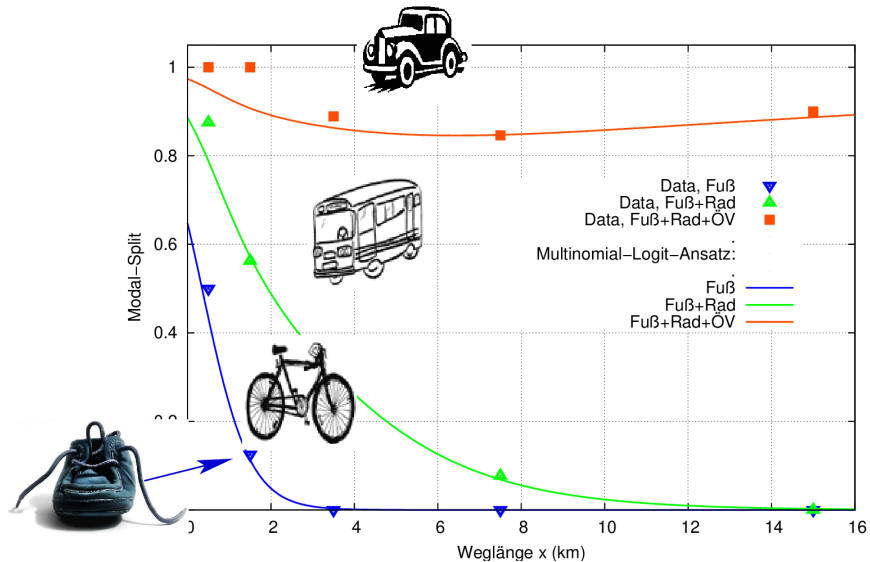 1
0.8
0.6
0.4
0.2
Modal-Split
Data, Fuß
Data, Fuß+Rad
Data, Fuß+Rad+ÖV
.
Multinomial-Logit-Ansatz:
.
Fuß
Fuß+Rad
Fuß+Rad+ÖV
0 2 4 6 8 10 12 14 16
Weglänge x (km)